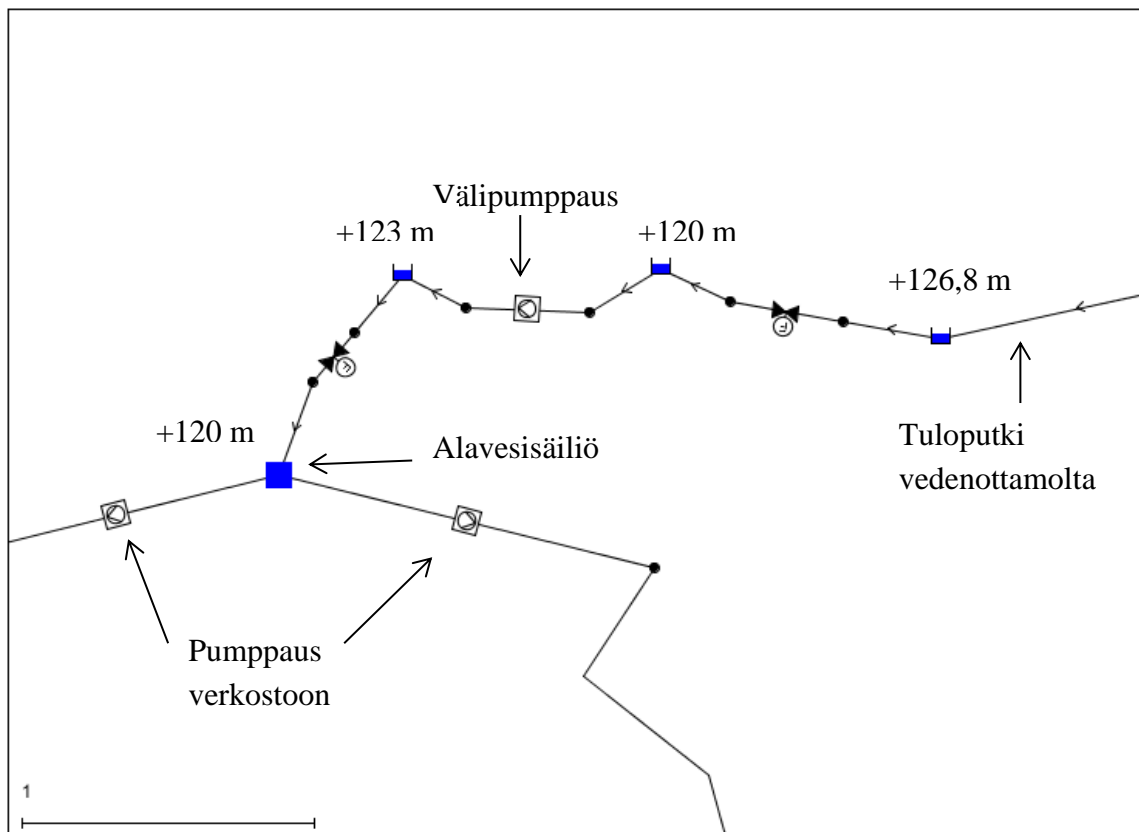 Välipumppaus
+123 m
+120 m
+126,8 m
+120 m
Alavesisäiliö
Tuloputki
vedenottamolta
Pumppaus
verkostoon
1